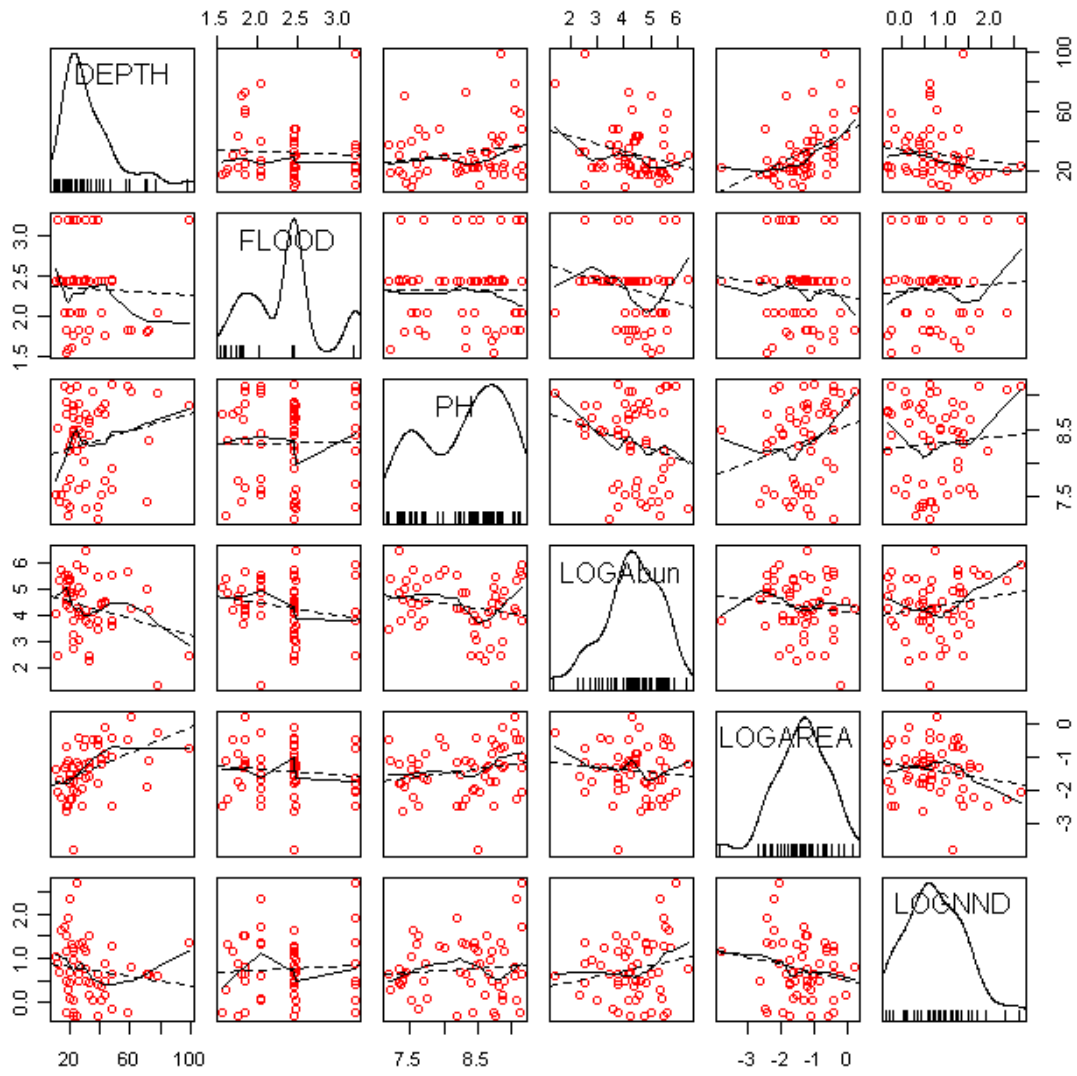 1.5 2.0 2.5 3.0 2 3 4 5 6 0.0 1.0 2.0
DEPTH
20 60 100
FLOOD
1.5 2.0 2.5 3.0
PH
7.5 8.5
LOGAbun
2 3 4 5 6
LOGAREA
-3 -2 -1 0
LOGNND
0.0 1.0 2.0
20 60 100 7.5 8.5 -3 -2 -1 0